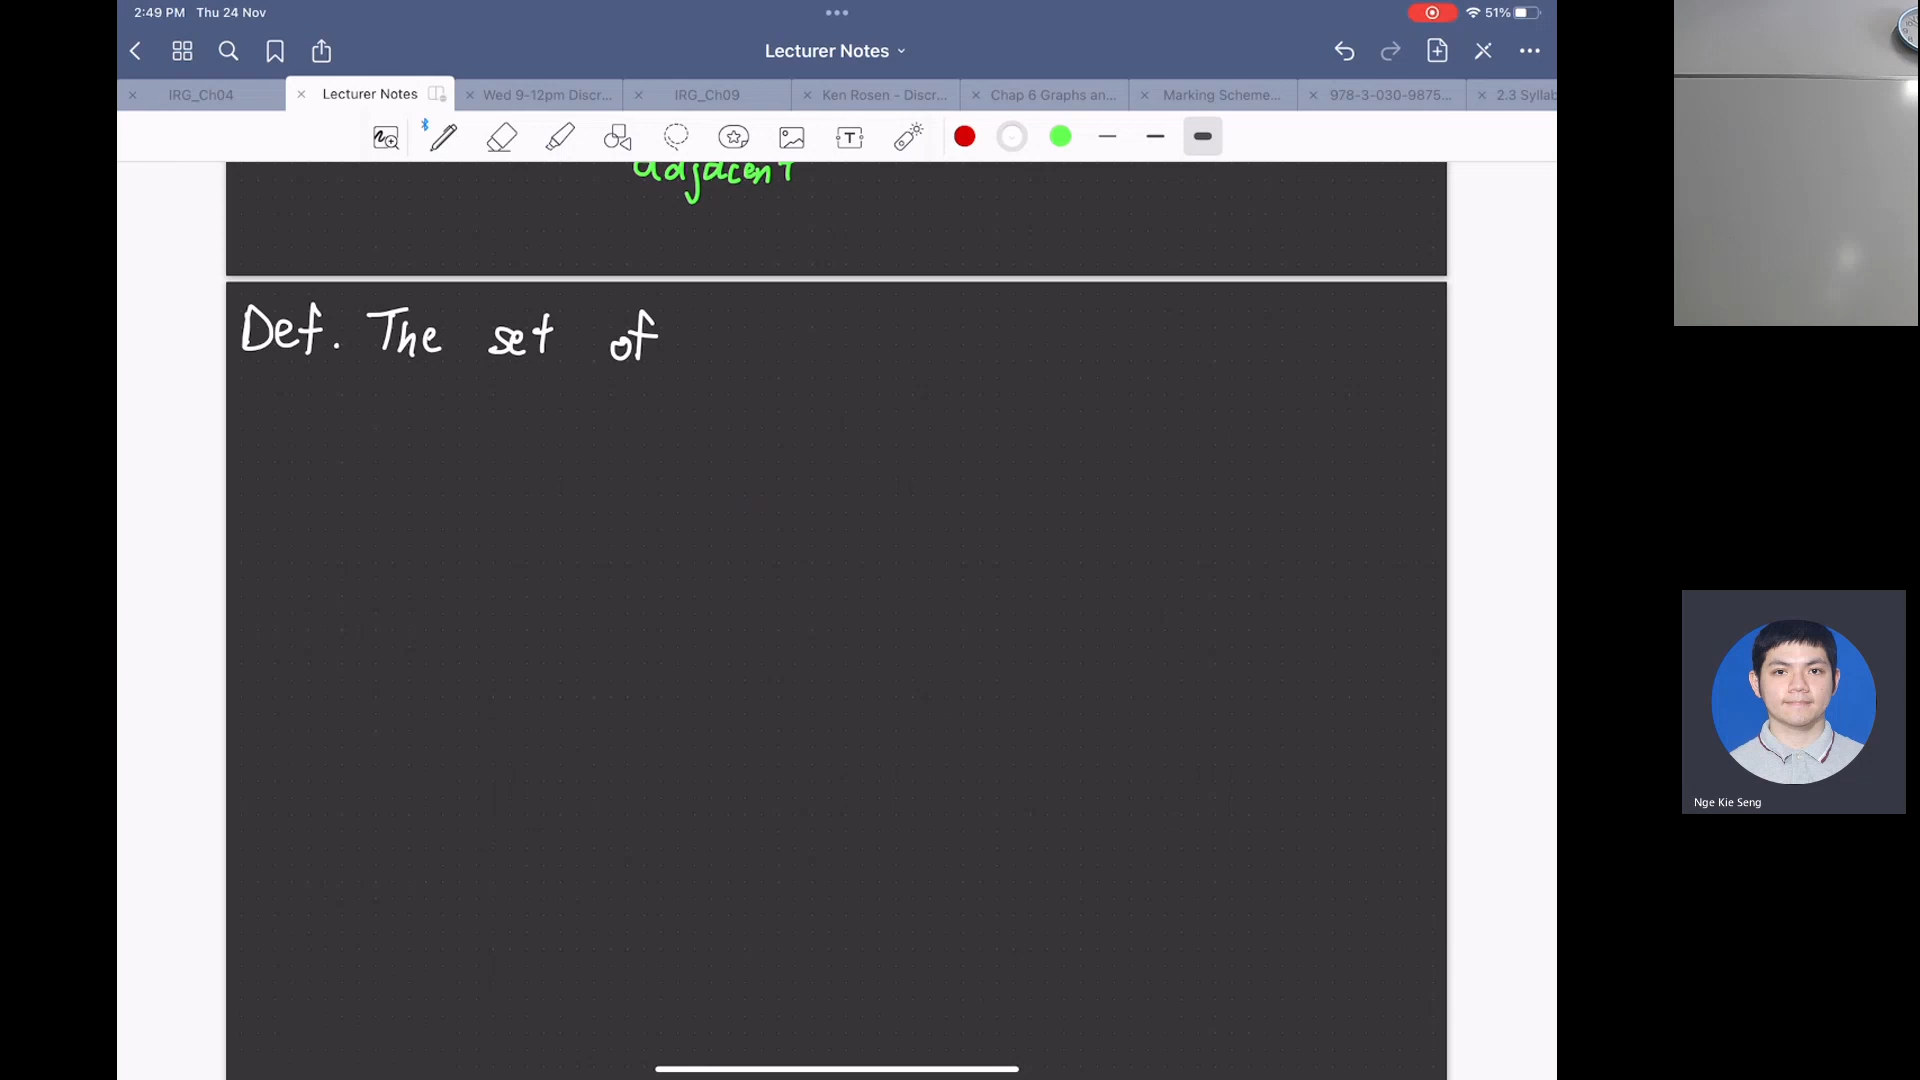 2:49 PM Thu 24 Nov
51%
Lecturer Notes
IRG_Ch04
Lecturer Notes
Wed 9-12pm Discr...
IRG_Ch09
Ken Rosen - Discr...
Chap 6 Graphs an...
Marking Scheme...
978-3-030-9875...
2.3 Syllab
T
adjacent
Def. The set of
Nge Kie Seng